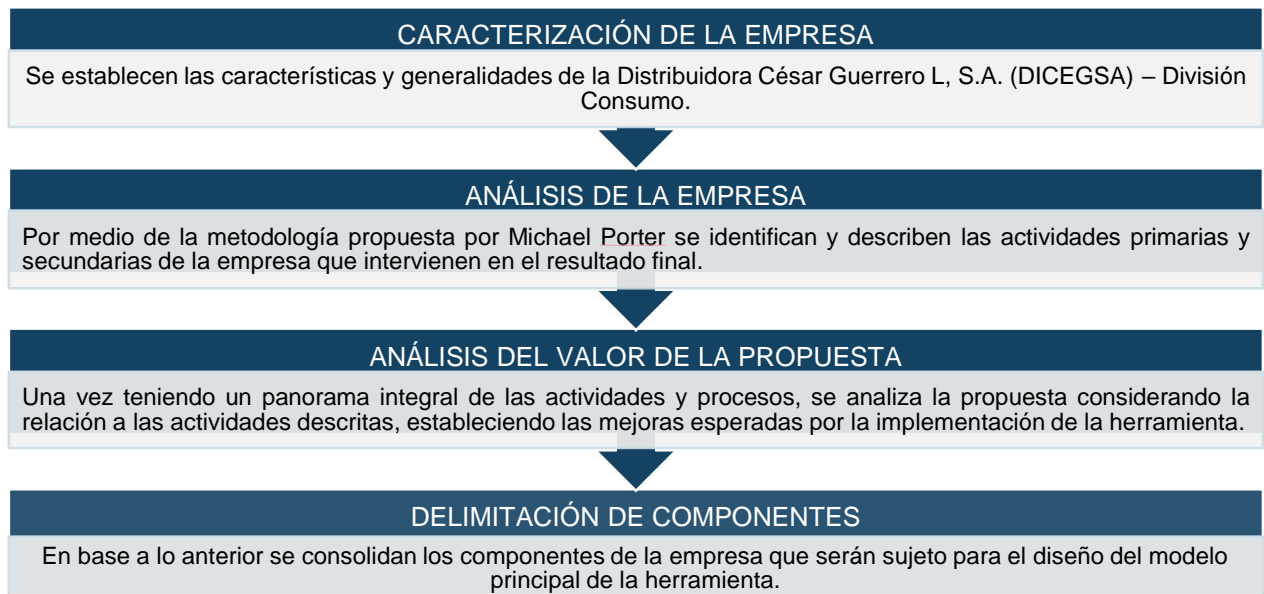 CARACTERIZACIÓN DE LA EMPRESA
Se establecen las características y generalidades de la Distribuidora César Guerrero L, S.A. (DICEGSA) – División
Consumo.
ANÁLISIS DE LA EMPRESA
Por medio de la metodología propuesta por Michael Porter se identifican y describen las actividades primarias y
secundarias de la empresa que intervienen en el resultado final.
ANÁLISIS DEL VALOR DE LA PROPUESTA
Una vez teniendo un panorama integral de las actividades y procesos, se analiza la propuesta considerando la
relación a las actividades descritas, estableciendo las mejoras esperadas por la implementación de la herramienta.
DELIMITACIÓN DE COMPONENTES
En base a lo anterior se consolidan los componentes de la empresa que serán sujeto para el diseño del modelo
principal de la herramienta.